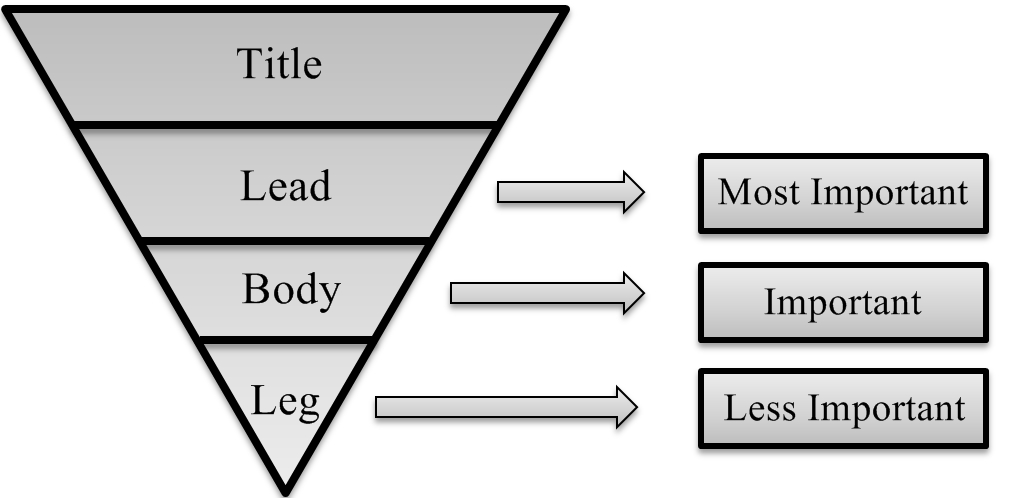 Title
Lead
Most Important
Body
Important
Leg
Less Important